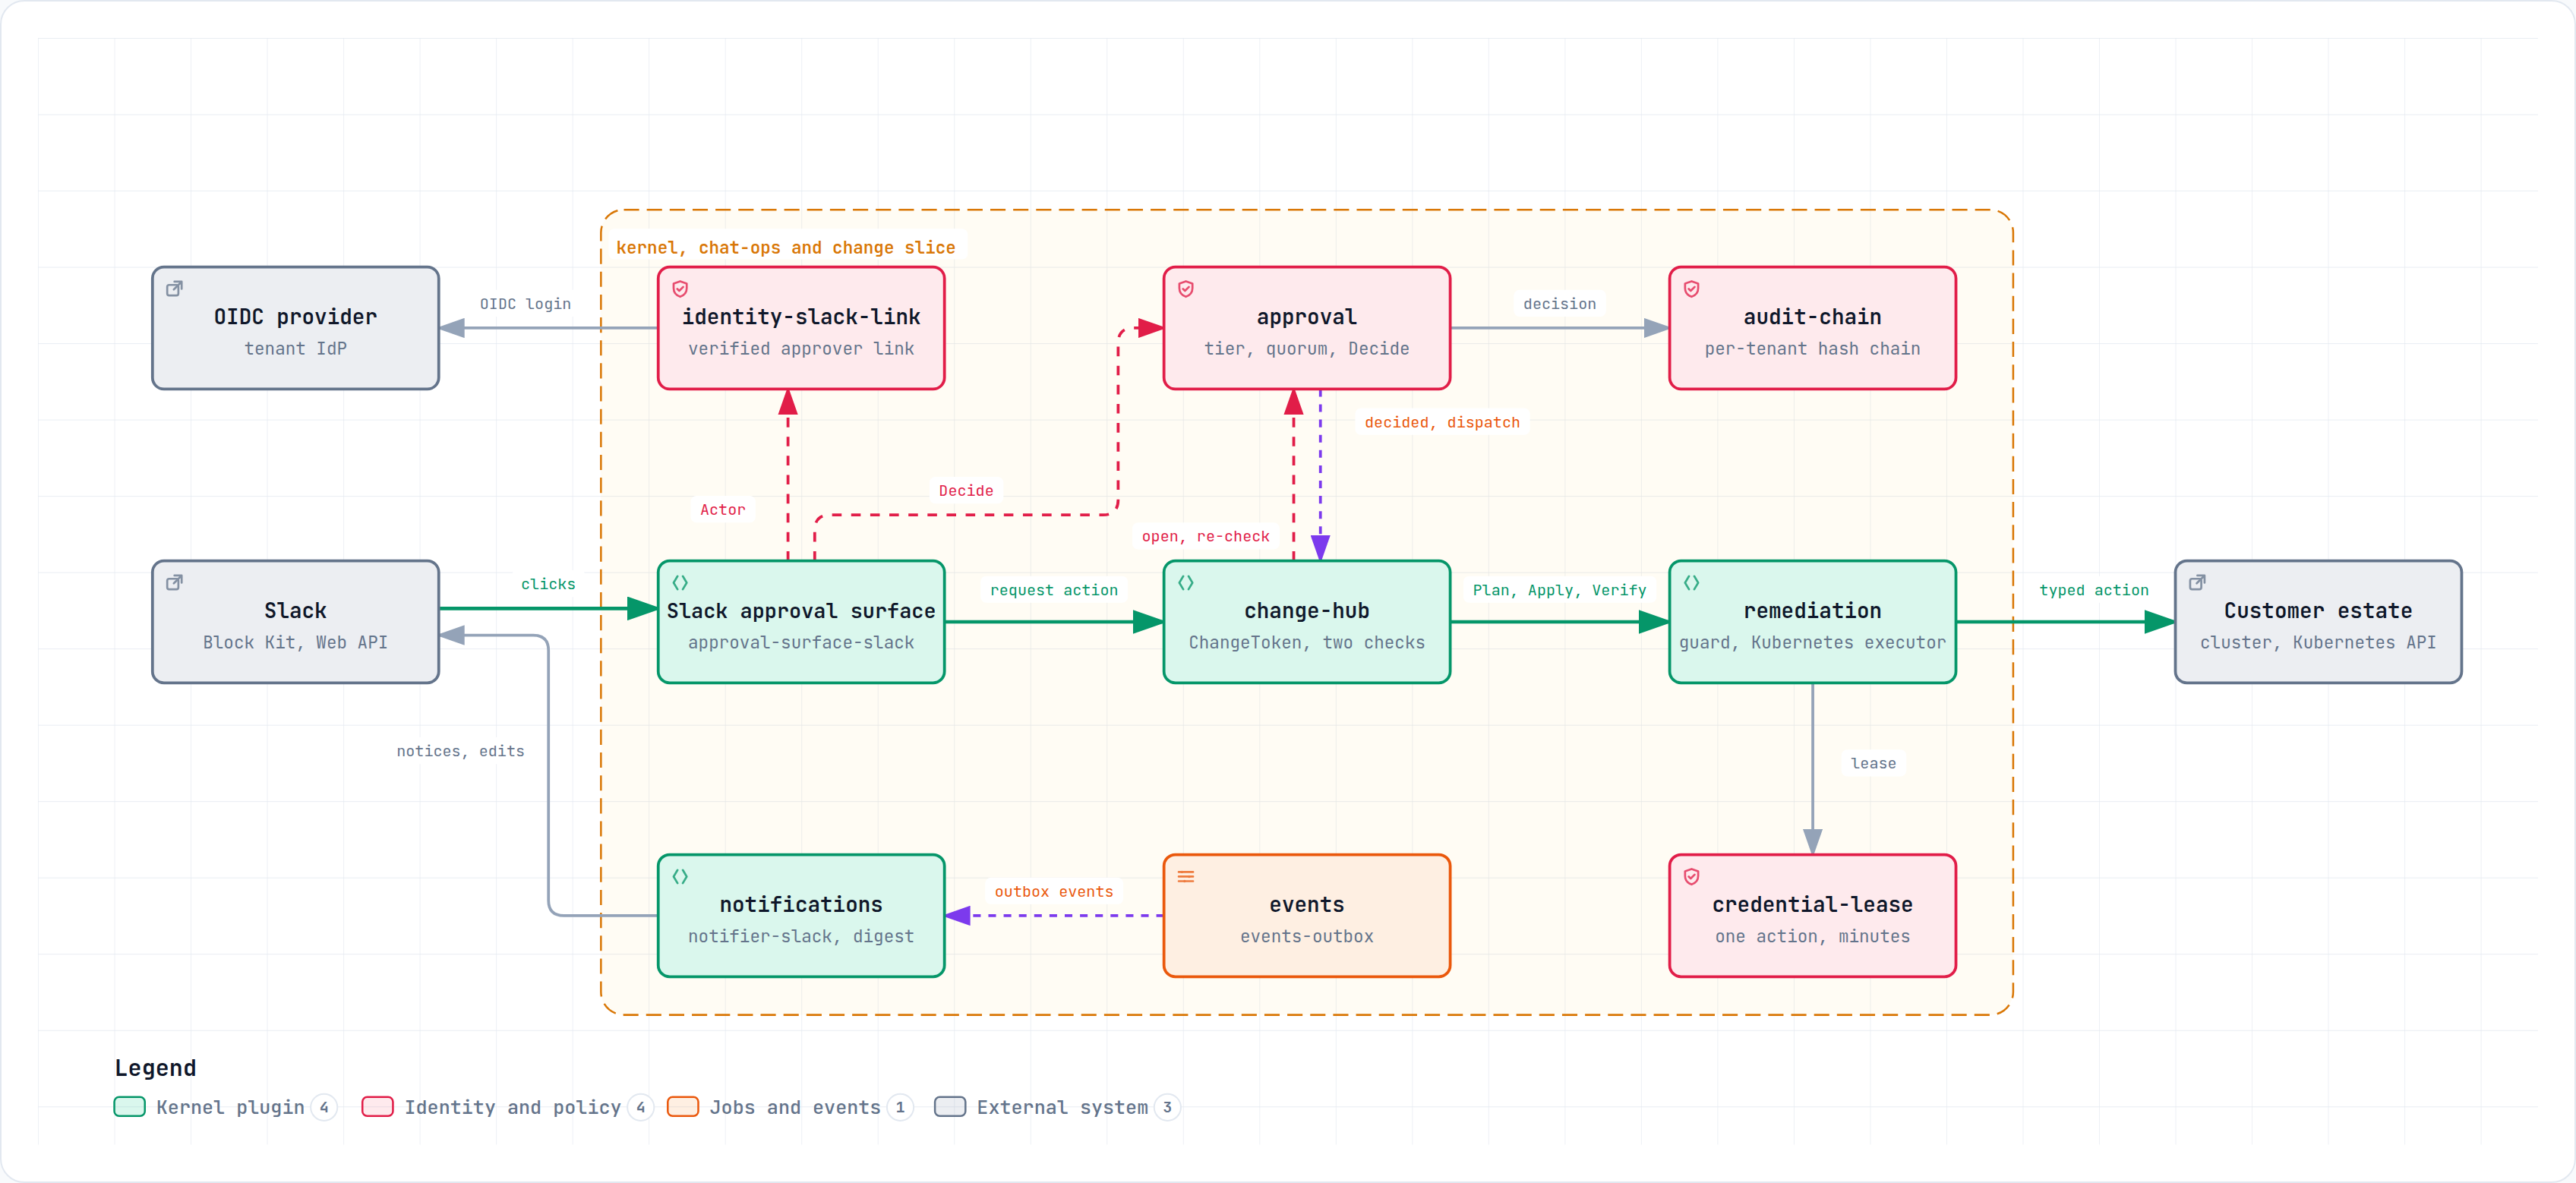 kernel, chat-ops and change slice
OIDC provider
tenant IdP
OIDC login
identity-slack-link
verified approver link
approval
tier, quorum, Decide
decision
audit-chain
per-tenant hash chain
decided, dispatch
Decide
Actor
open, re-check
Slack
Block Kit, Web API
clicks
Slack approval surface
approval-surface-slack
request action
change-hub
ChangeToken, two checks
Plan, Apply, Verify
remediation
guard, Kubernetes executor
typed action
Customer estate
cluster, Kubernetes API
notices, edits
lease
notifications
notifier-slack, digest
outbox events
events
events-outbox
credential-lease
one action, minutes
Legend
Kernel plugin 4 Identity and policy 4 Jobs and events 1 External system 3